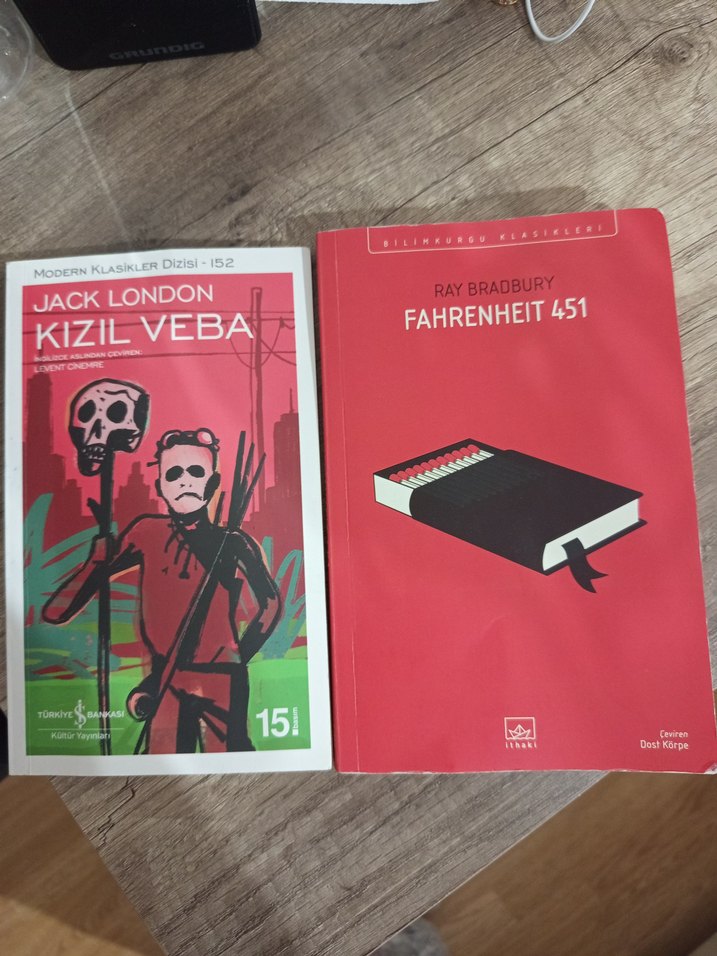 GRUNDIG
MODERN KLASİKLER DİZİSİ - 152
JACK LONDON
KIZIL VEBA
İNGİLİZCE ASLINDAN ÇEVİREN:
LEVENT CİNEMRE
TÜRKİYE İŞ BANKASI
Kültür Yayınları
15.
basım
BİLİMKURGU KLASİKLERİ
RAY BRADBURY
FAHRENHEIT 451
ithaki
Çeviren
Dost Körpe